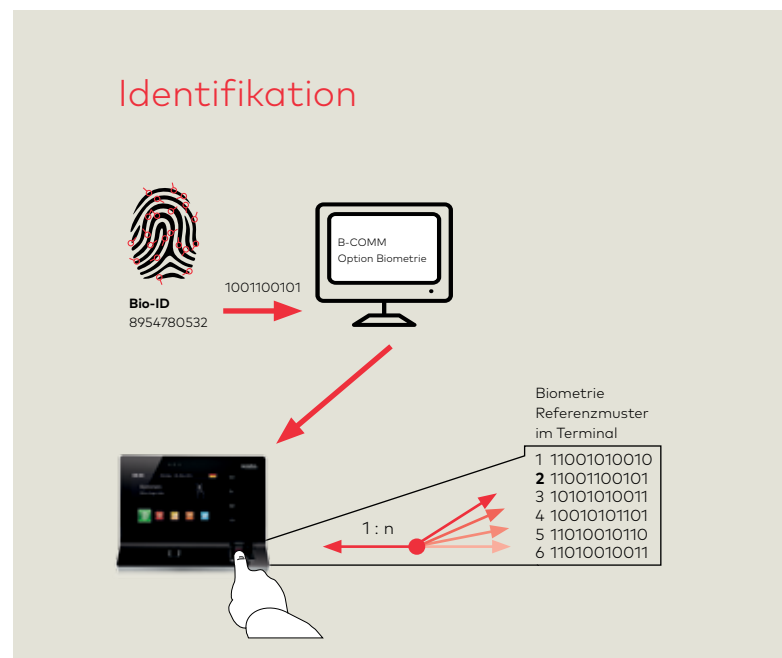 Identifikation
B-COMM
Option Biometrie
1001100101
Bio-ID
8954780532
Biometrie
Referenzmuster
im Terminal
1 11001010010
2 11001100101
3 10101010011
4 10010101101
5 11010010110
6 11010010011
1 : n